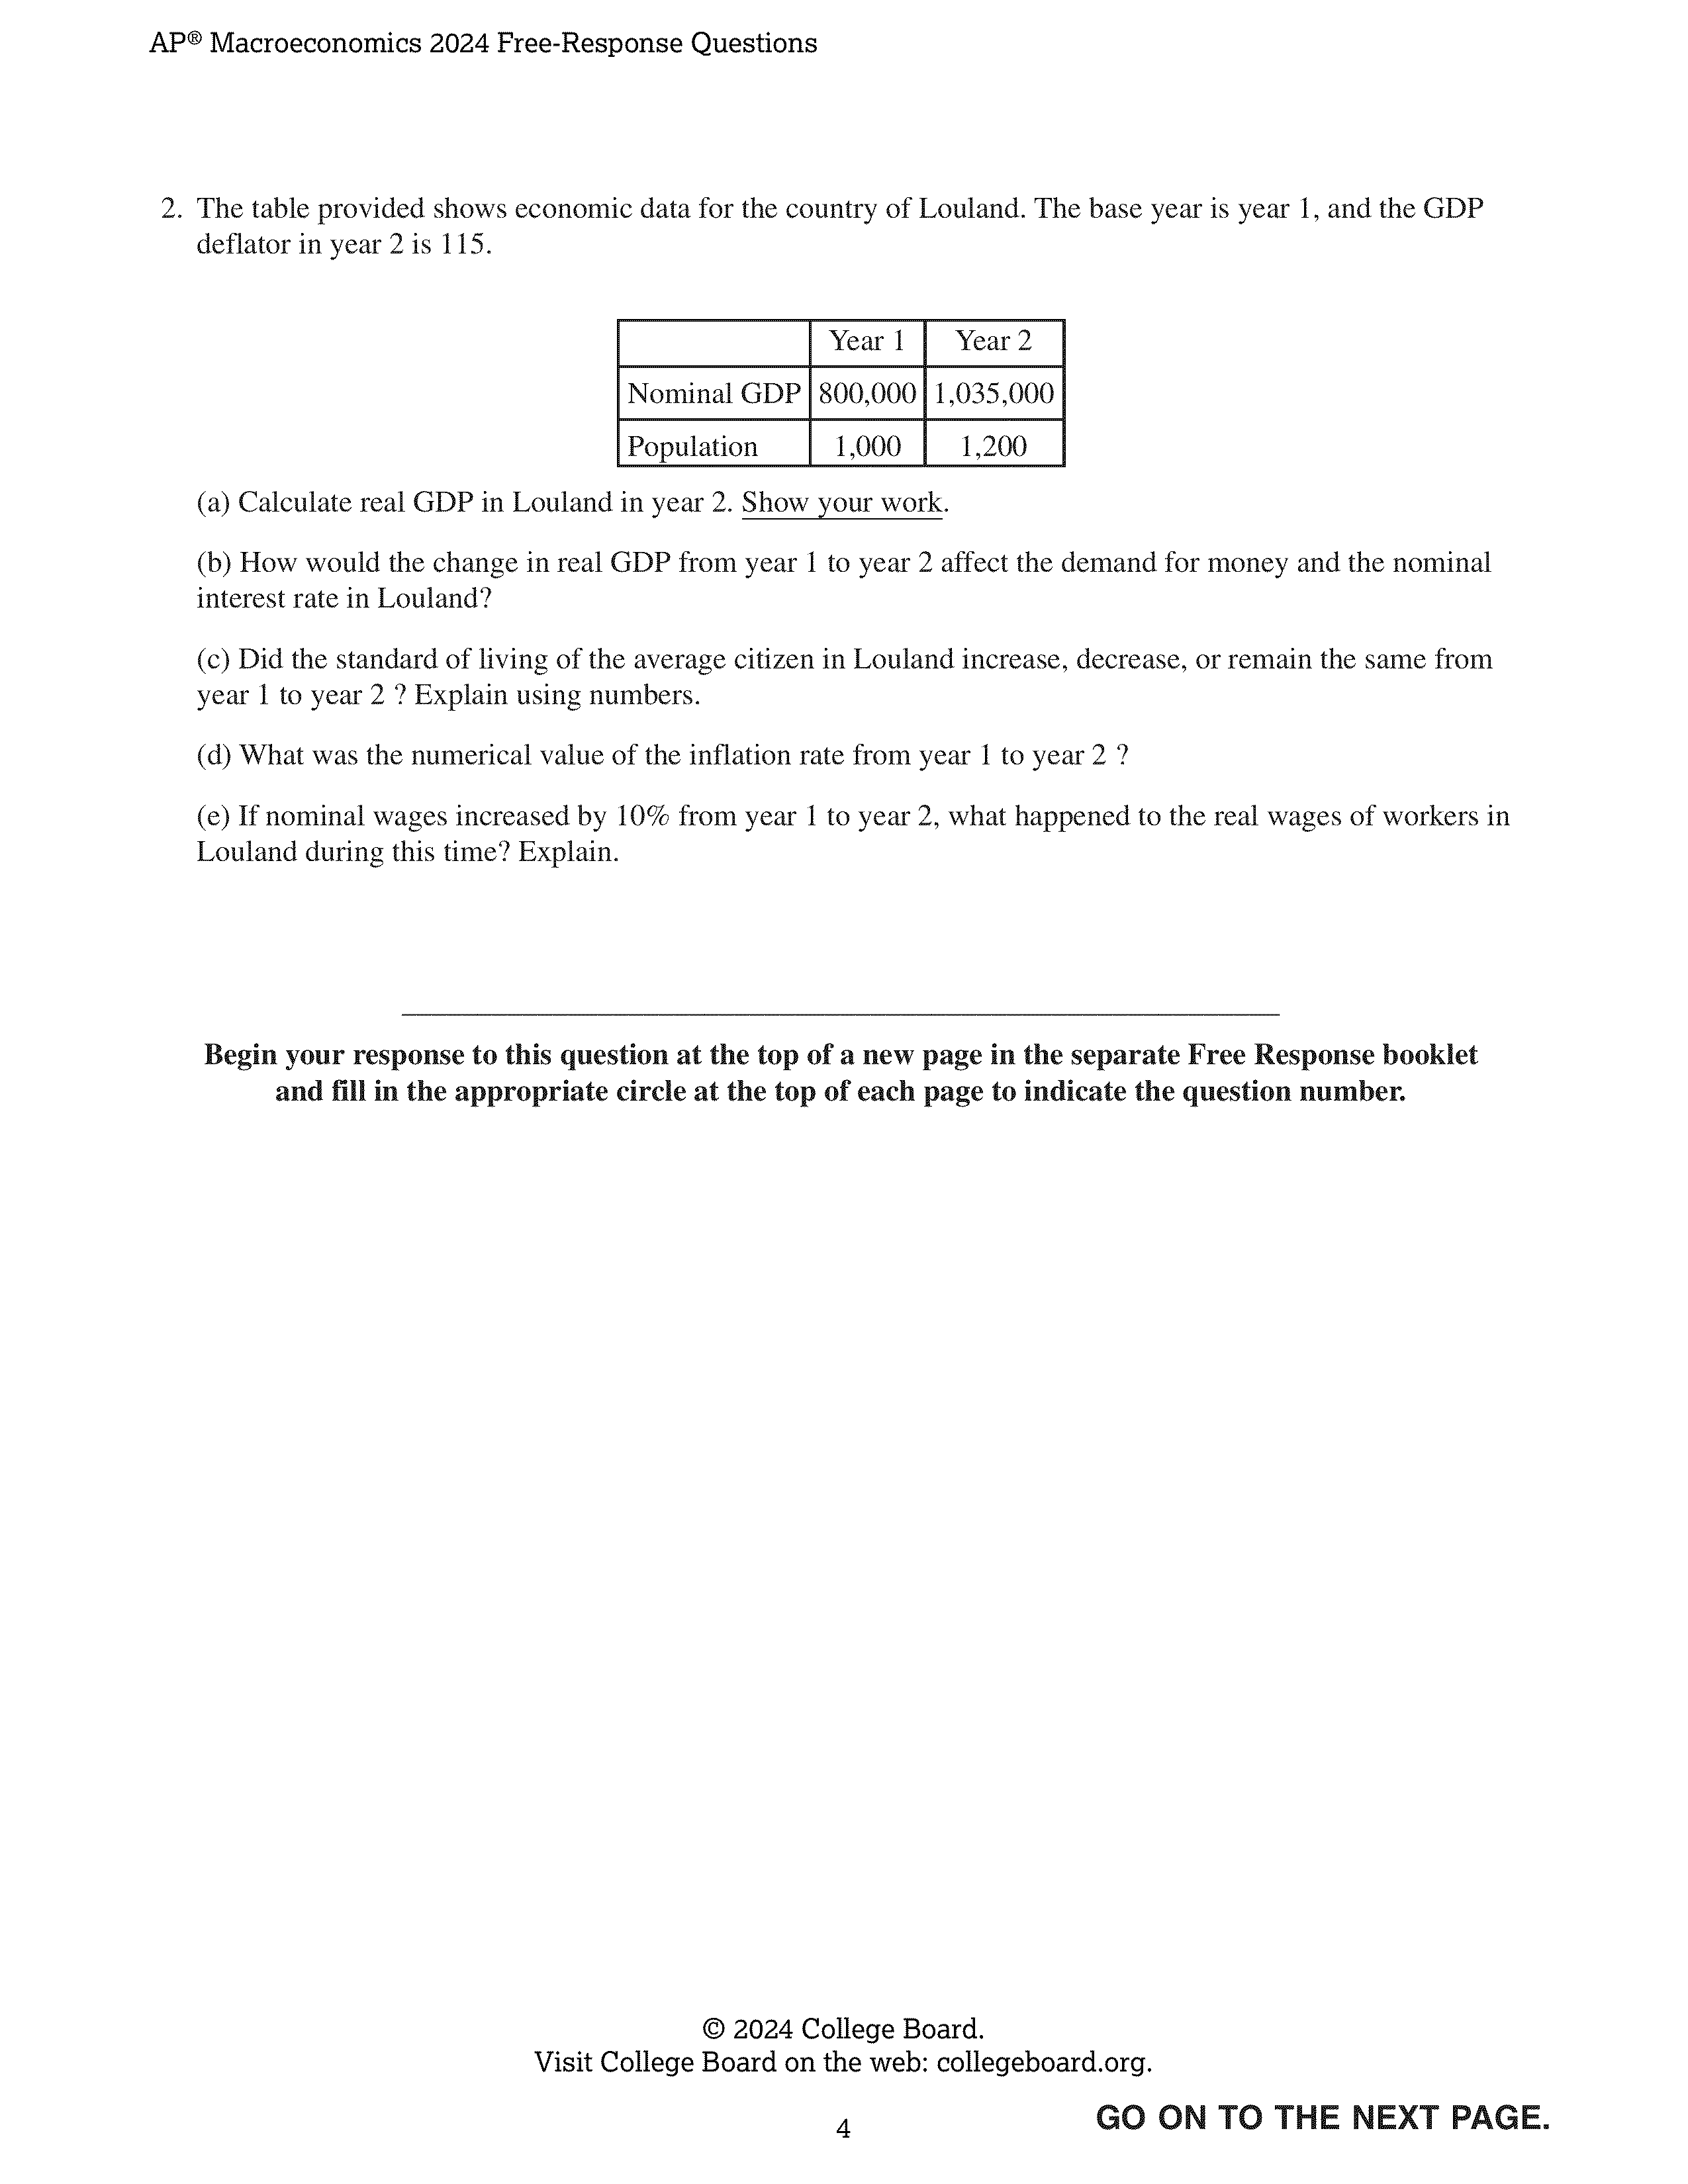 AP® Macroeconomics 2024 Free-Response Questions
2. The table provided shows economic data for the country of Louland. The base year is year 1, and the GDP
deflator in year 2 is 115.
Year 1 Year 2
Nominal GDP 800,000 1,035,000
Population 1,000 1,200
(a) Calculate real GDP in Louland in year 2. Show your work.
(b) How would the change in real GDP from year 1 to year 2 affect the demand for money and the nominal
interest rate in Louland?
(c) Did the standard of living of the average citizen in Louland increase, decrease, or remain the same from
year 1 to year 2 ? Explain using numbers.
(d) What was the numerical value of the inflation rate from year 1 to year 2 ?
(e) If nominal wages increased by 10% from year 1 to year 2, what happened to the real wages of workers in
Louland during this time? Explain.
Begin your response to this question at the top of a new page in the separate Free Response booklet
and fill in the appropriate circle at the top of each page to indicate the question number.
© 2024 College Board.
Visit College Board on the web: collegeboard.org.
GO ON TO THE NEXT PAGE.
4